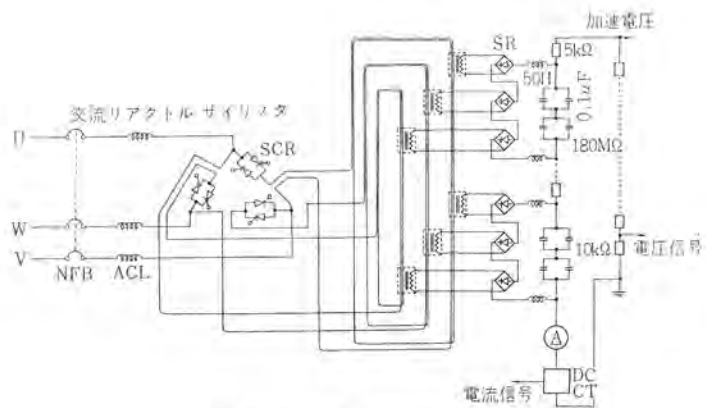 加速電圧
SR
5kΩ
0.1μF
交流リアクトル サイリスタ
U
SCR
180MΩ
W
10kΩ
電圧信号
V
NFB
ACL
A
DC
CT
電流信号